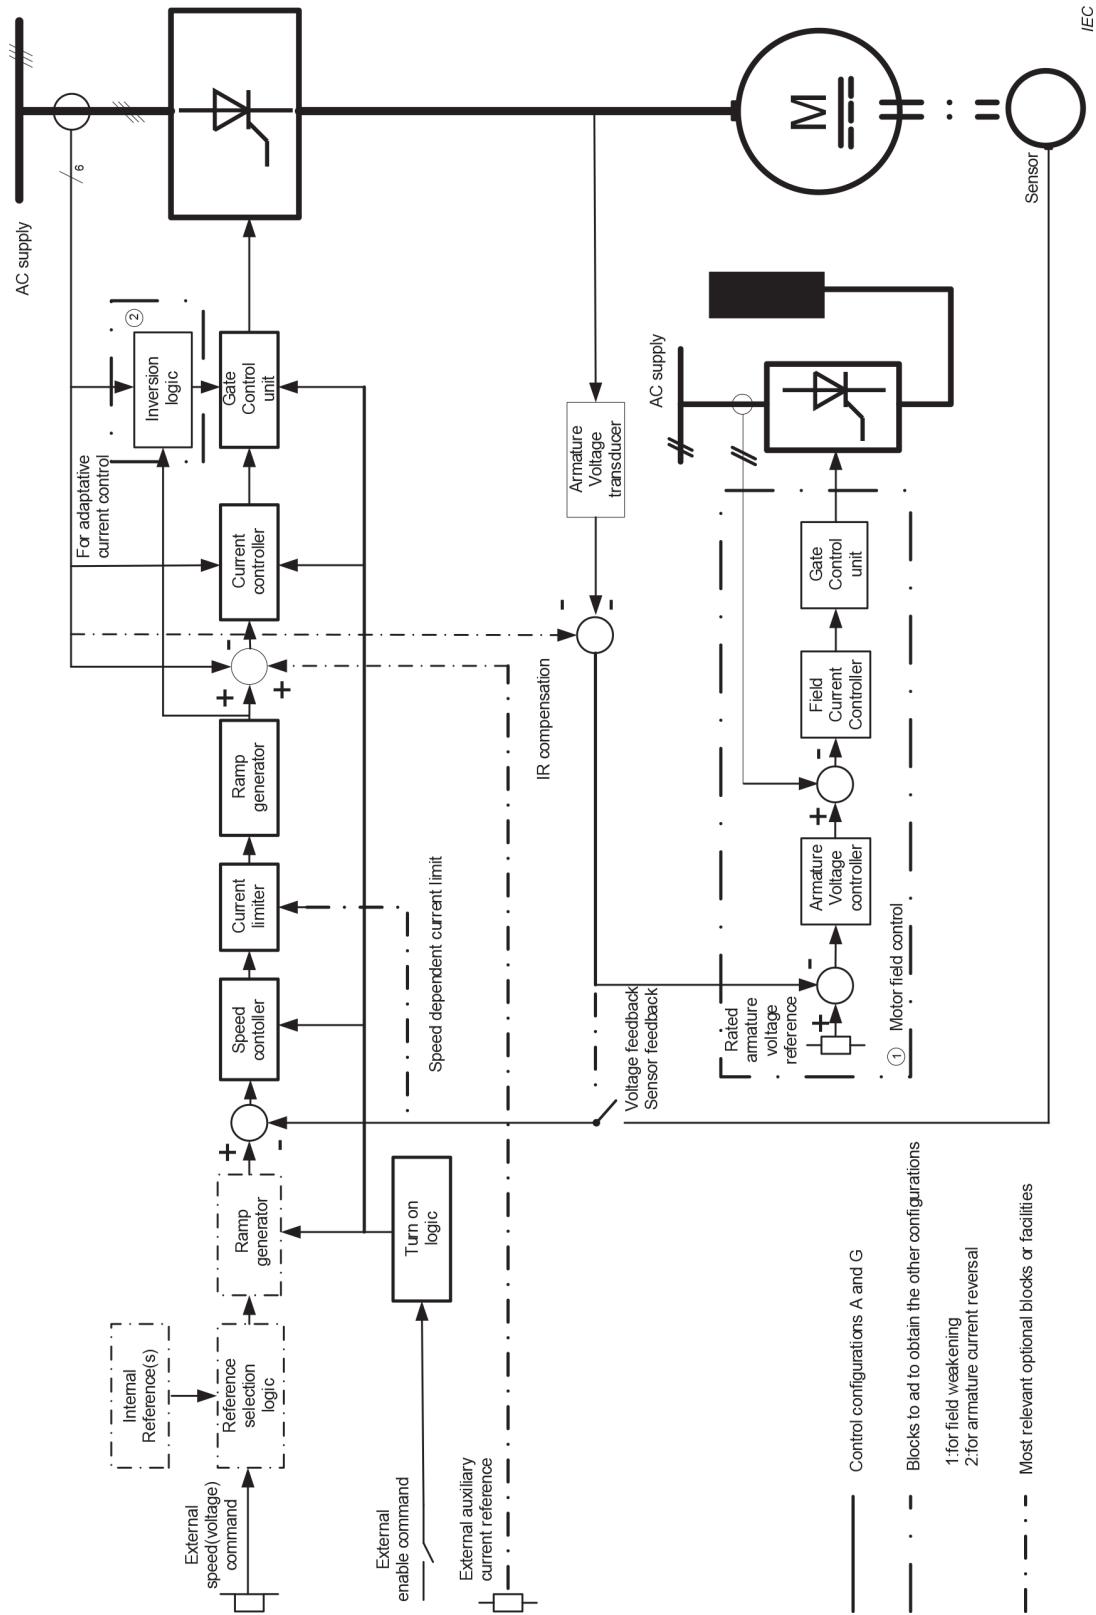 External
speed(voltage)
command
Internal
Reference(s)
Reference
selection
logic
Ramp
generator
+
-
Speed
contoller
Current
limiter
Ramp
generator
+
-
+
For adaptative
current control
Current
controller
Inversion
logic
2
Gate
Control
unit
AC supply
6
External
enable command
Turn on
logic
Speed dependent current limit
External auxiliary
current reference
IR compensation
-
-
Armature
Voltage
transducer
M
Sensor
Voltage feedback
Sensor feedback
Rated
armature
voltage
reference
+
-
Armature
Voltage
controller
+
-
Field
Current
Controller
Gate
Control
unit
AC supply
1 Motor field control
Control configurations A and G
Blocks to ad to obtain the other configurations
1:for field weakening
2:for armature current reversal
Most relevant optional blocks or facilities
IEC